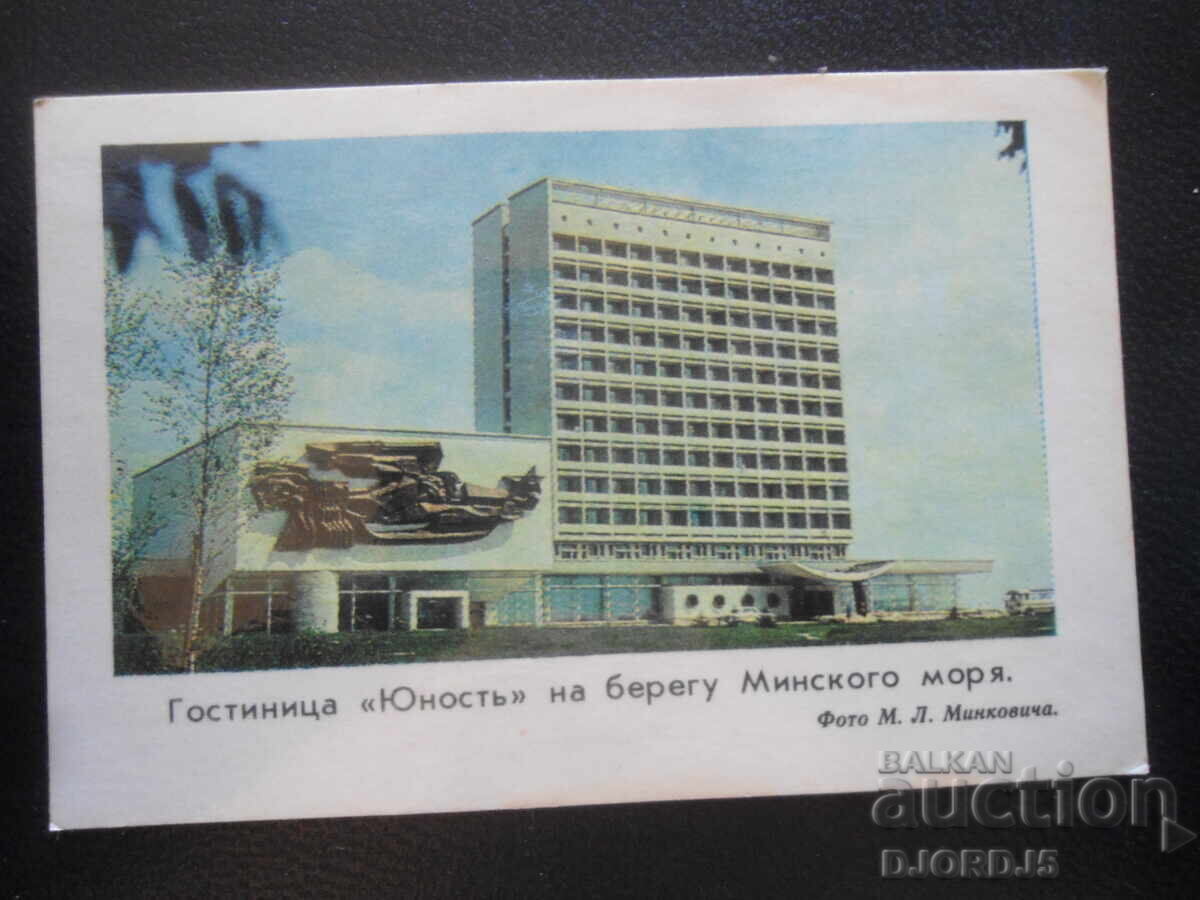 Гостиница «Юность» на берегу Минского моря.
Фото М. Л. Минковича.
BALKAN
auction
DJORDJ5